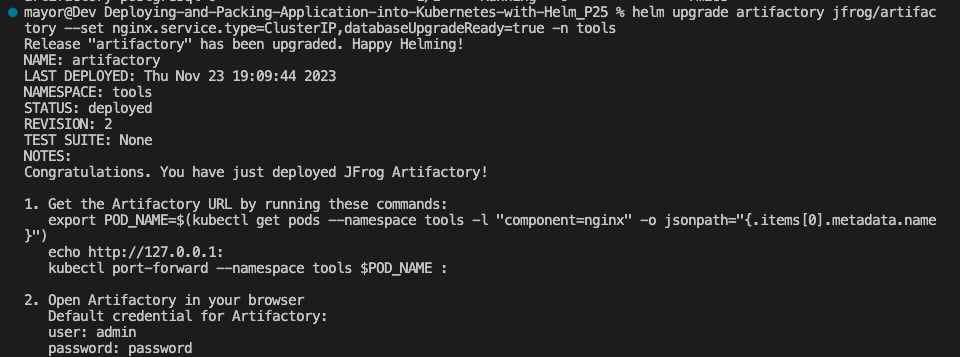 mayor@Dev Deploying-and-Packing-Application-into-Kubernetes-with-Helm_P25 % helm upgrade artifactory jfrog/artifac
tory --set nginx.service.type=ClusterIP,databaseUpgradeReady=true -n tools
Release "artifactory" has been upgraded. Happy Helming!
NAME: artifactory
LAST DEPLOYED: Thu Nov 23 19:09:44 2023
NAMESPACE: tools
STATUS: deployed
REVISION: 2
TEST SUITE: None
NOTES:
Congratulations. You have just deployed JFrog Artifactory!

1. Get the Artifactory URL by running these commands:
   export POD_NAME=$(kubectl get pods --namespace tools -l "component=nginx" -o jsonpath="{.items[0].metadata.name
}")
   echo http://127.0.0.1:
   kubectl port-forward --namespace tools $POD_NAME :

2. Open Artifactory in your browser
   Default credential for Artifactory:
   user: admin
   password: password